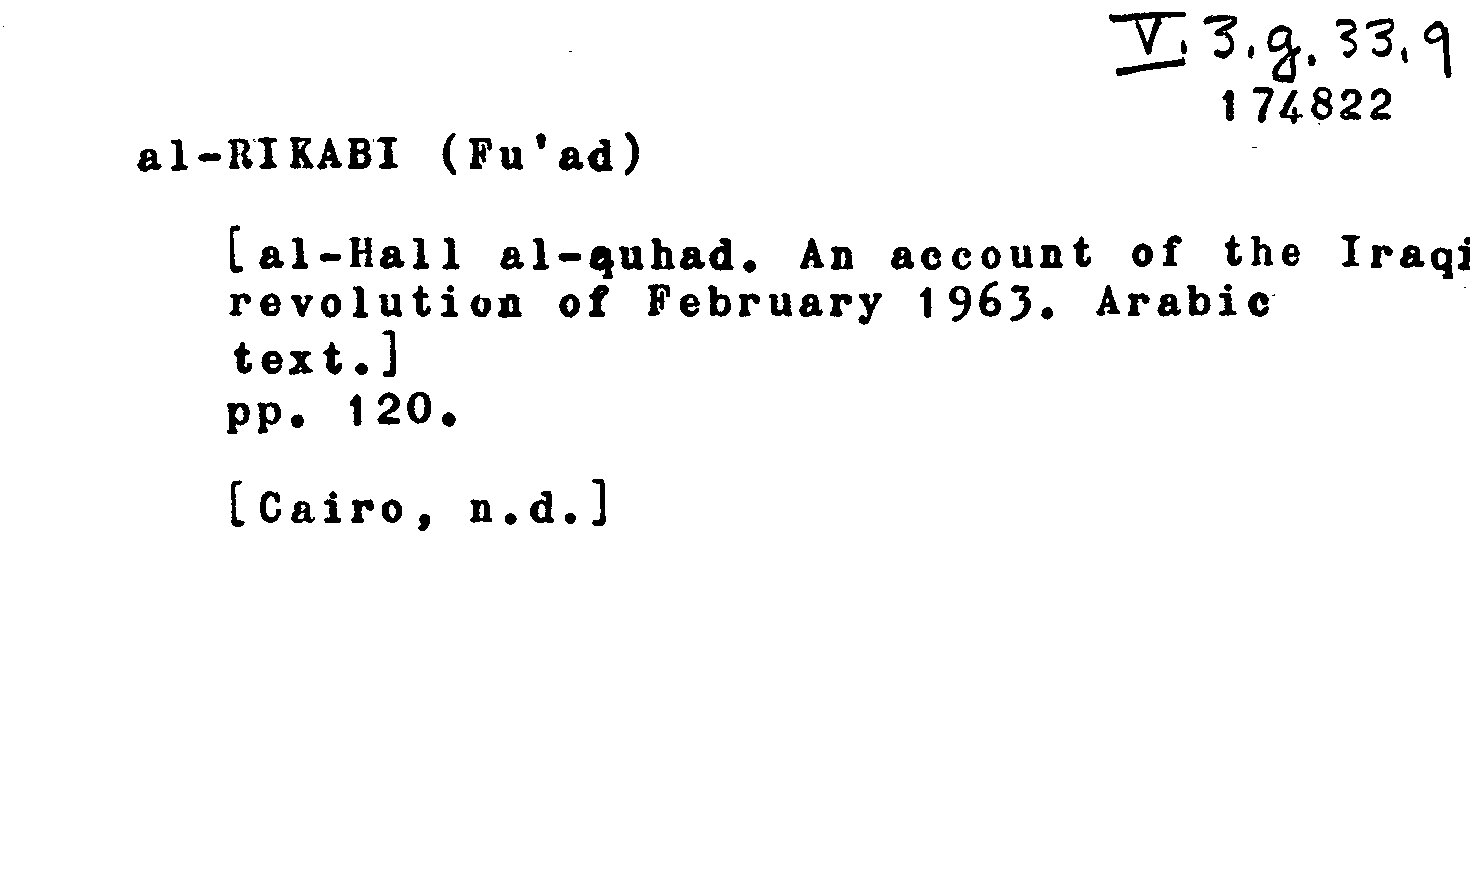 V. 3. g. 33. 9
174822
al-RIKABI (Fu'ad)
[al-Hall al-quhad. An account of the Iraqi
revolution of February 1963. Arabic
text.]
pp. 120.
[Cairo, n.d.]